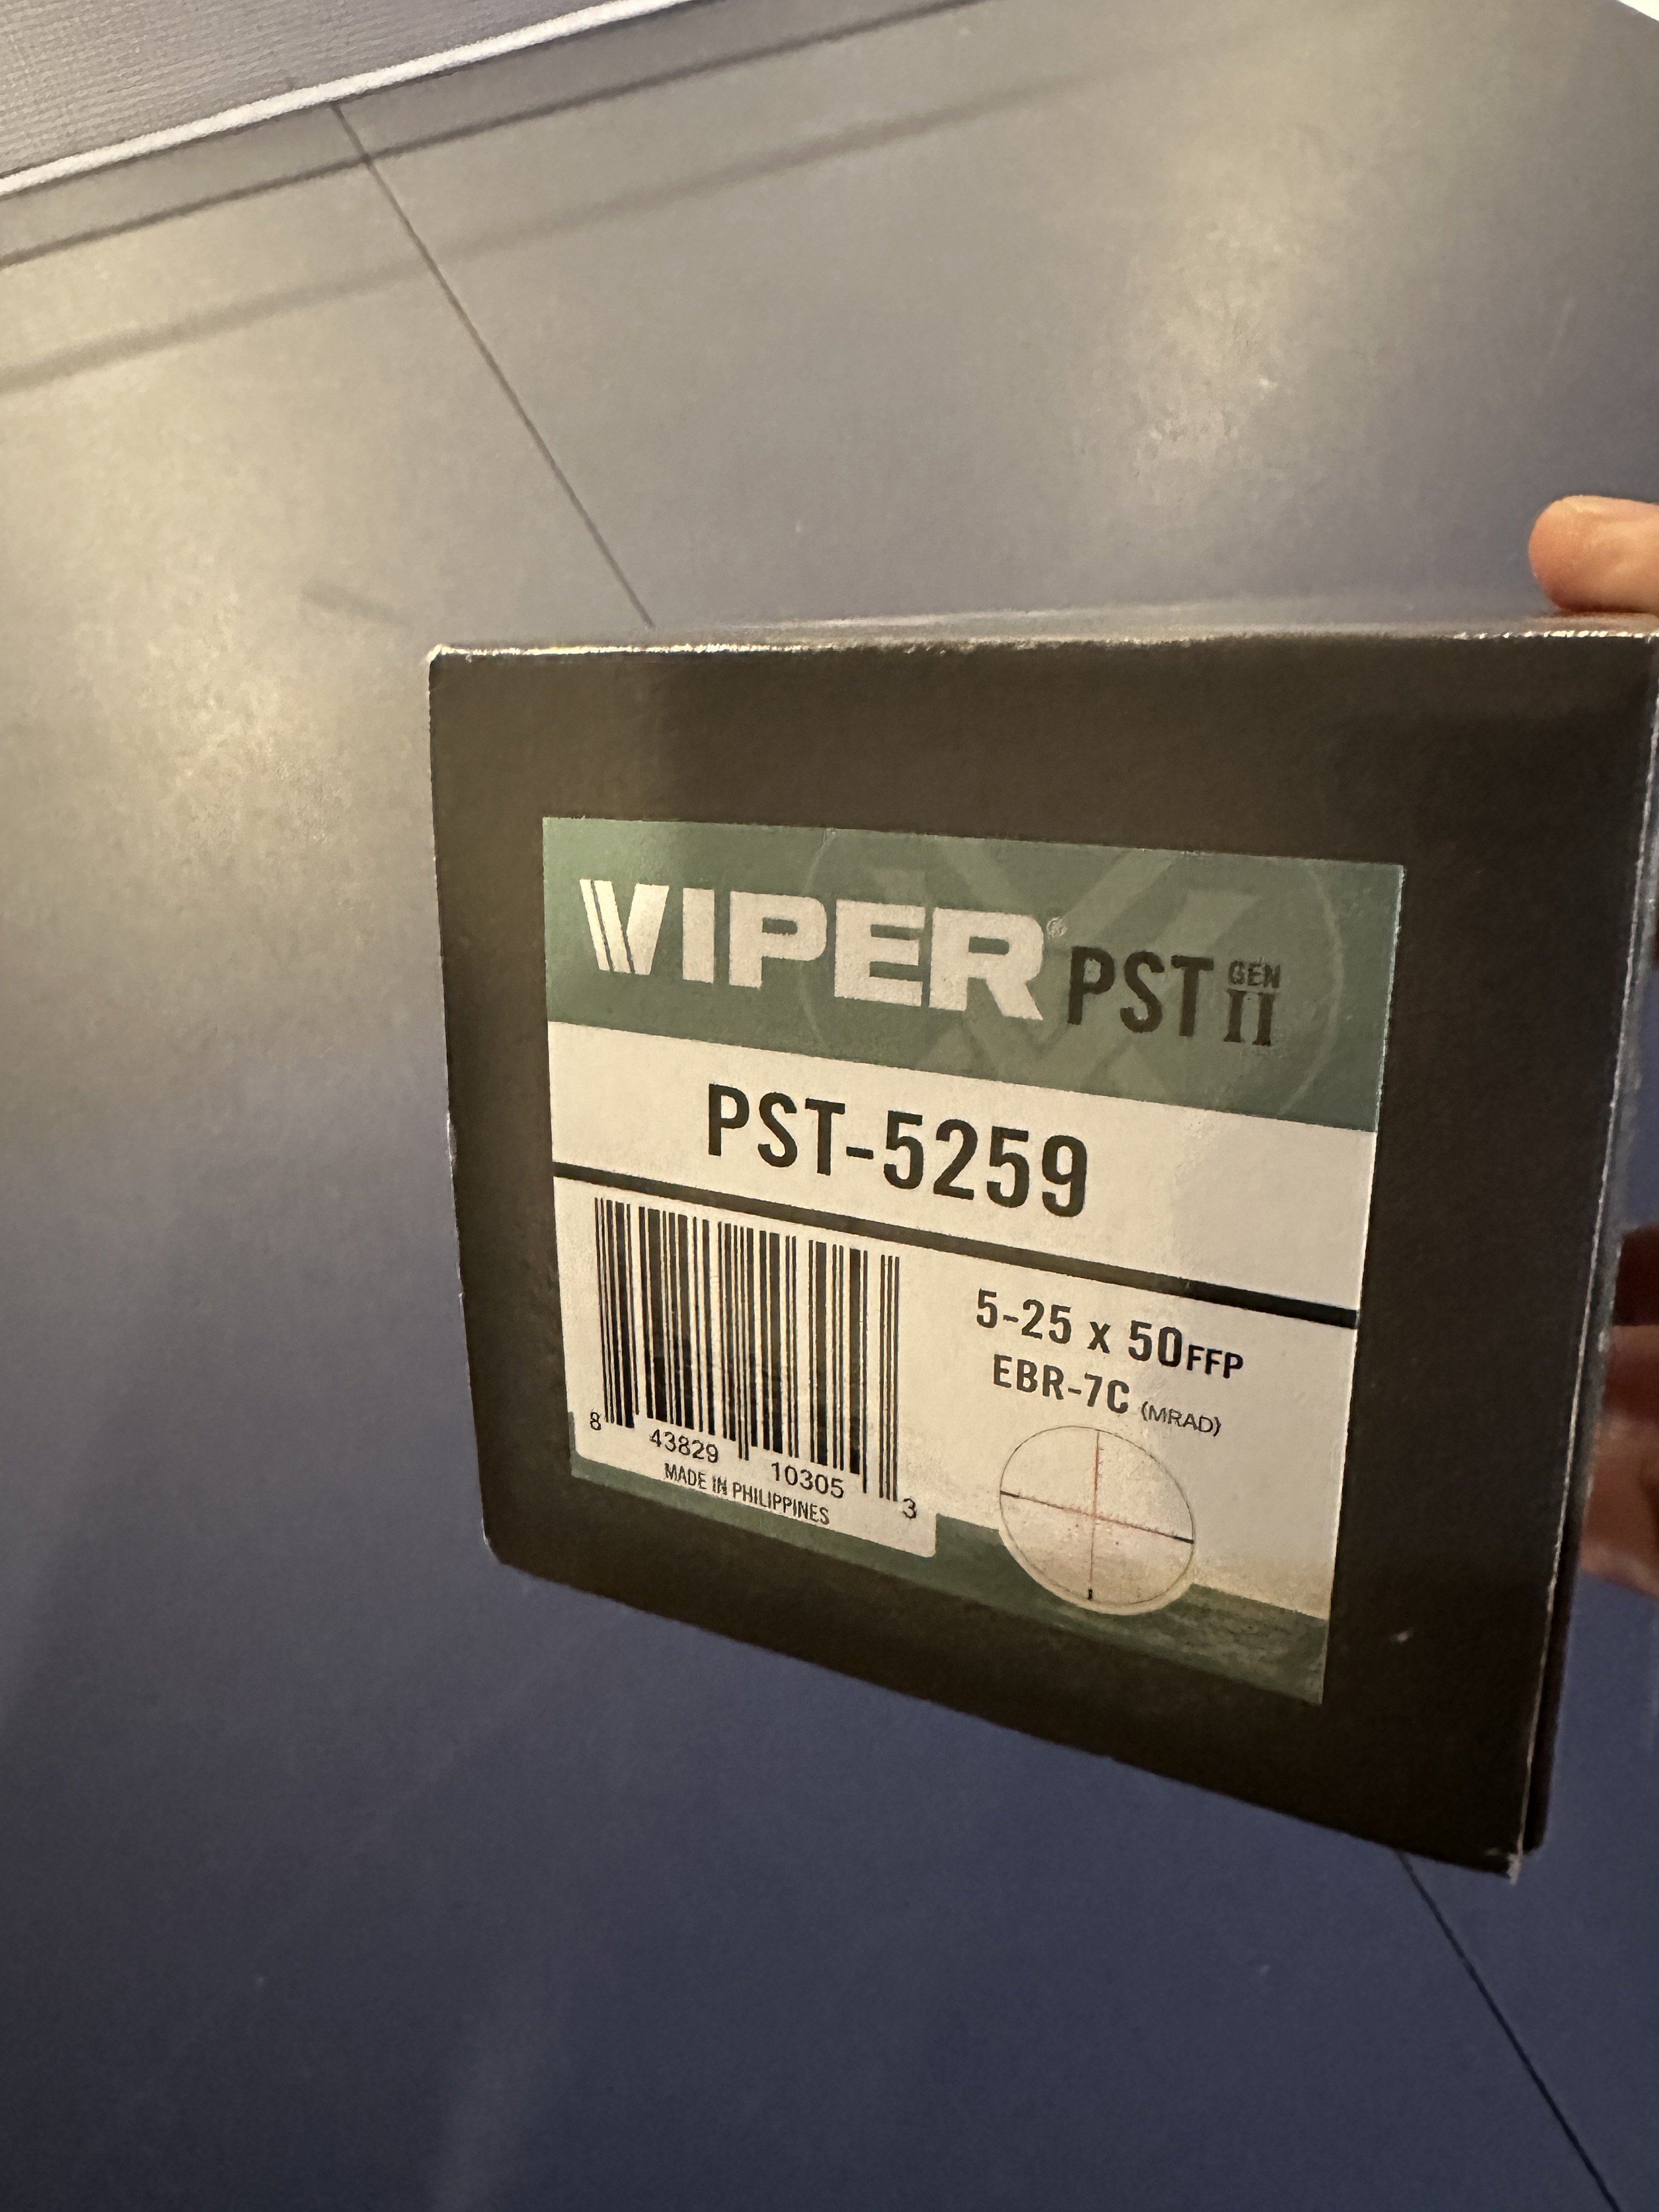 VIPER® PST GEN II
PST-5259
5-25 x 50FFP
EBR-7C (MRAD)
8 43829 10305 3
MADE IN PHILIPPINES